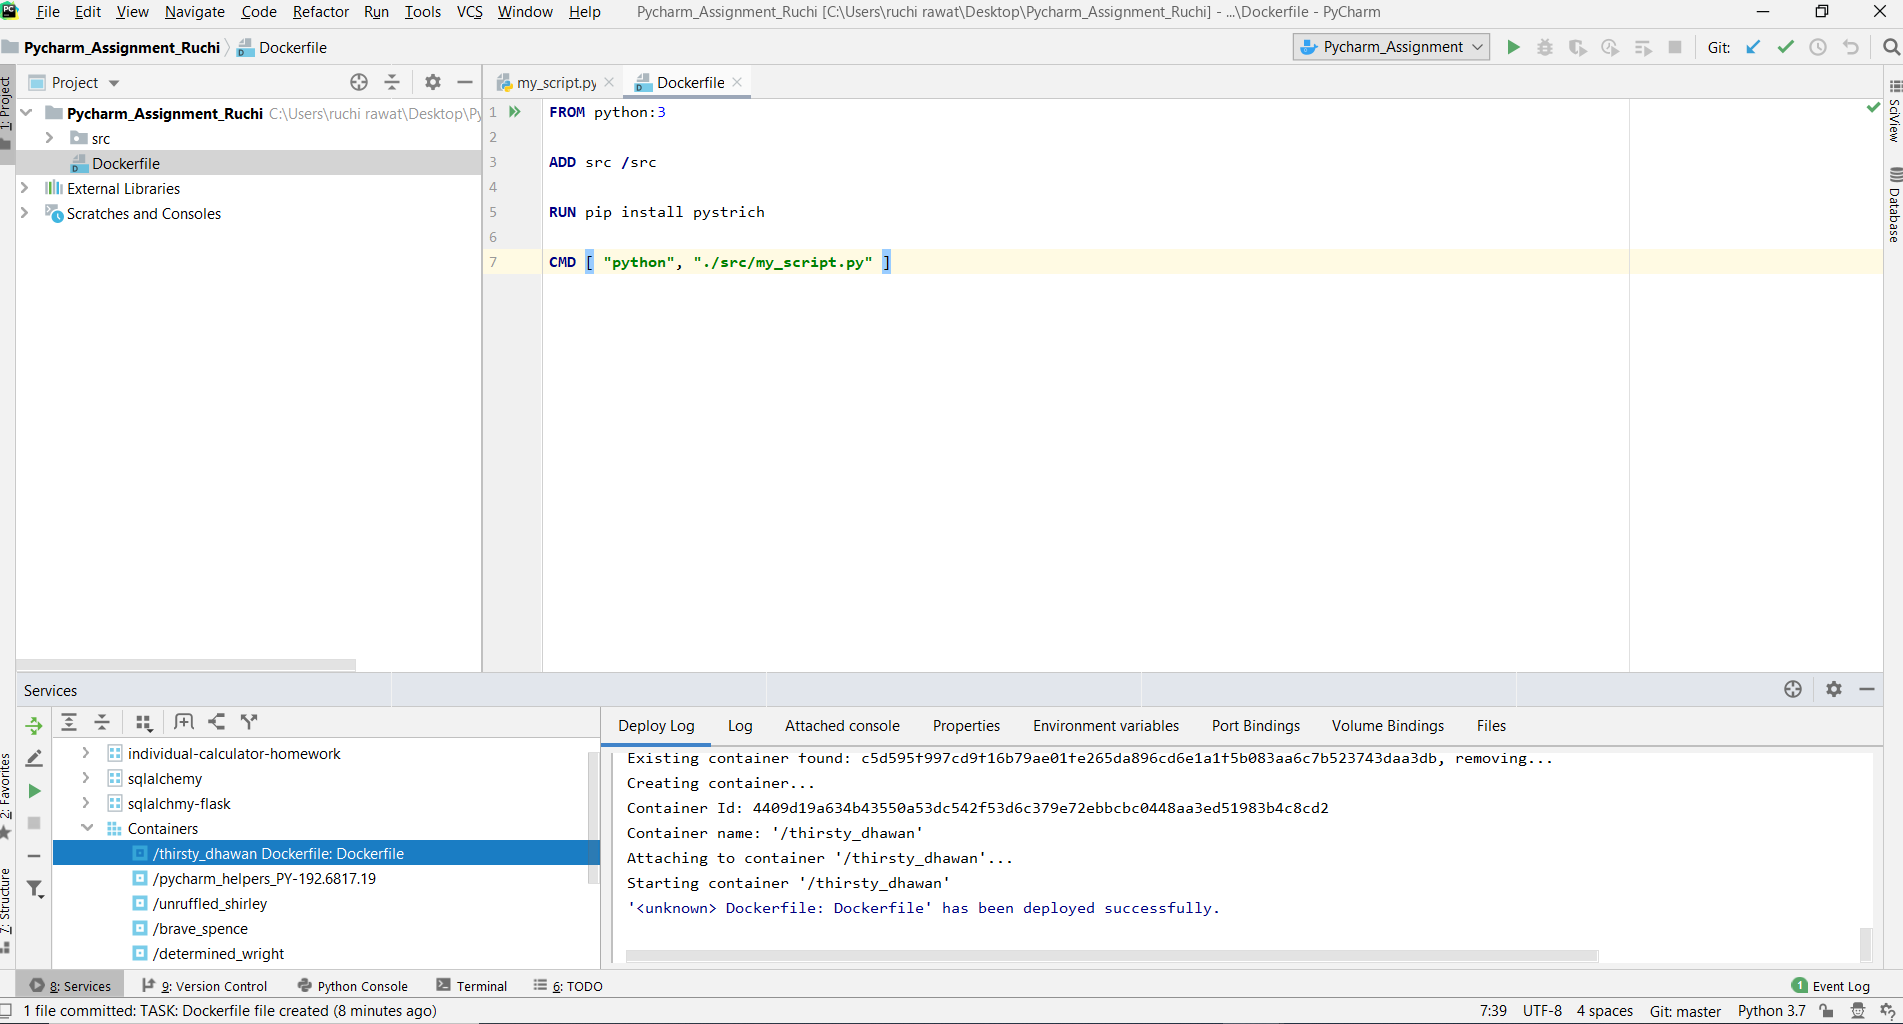 File Edit View Navigate Code Refactor Run Tools VCS Window Help Pycharm_Assignment_Ruchi [C:\Users\ruchi rawat\Desktop\Pycharm_Assignment_Ruchi] - ...\Dockerfile - PyCharm
Pycharm_Assignment_Ruchi Dockerfile Pycharm_Assignment Git:
1: Project
Project
my_script.py Dockerfile
Pycharm_Assignment_Ruchi C:\Users\ruchi rawat\Desktop\Py
src
Dockerfile
External Libraries
Scratches and Consoles
1 FROM python:3
2
3 ADD src /src
4
5 RUN pip install pystrich
6
7 CMD [ "python", "./src/my_script.py" ]
SciView
Database
Services
2: Favorites
7: Structure
individual-calculator-homework
sqlalchemy
sqlalchmy-flask
Containers
/thirsty_dhawan Dockerfile: Dockerfile
/pycharm_helpers_PY-192.6817.19
/unruffled_shirley
/brave_spence
/determined_wright
Deploy Log Log Attached console Properties Environment variables Port Bindings Volume Bindings Files
Existing container found: c5d595f997cd9f16b79ae01fe265da896cd6e1a1f5b083aa6c7b523743daa3db, removing...
Creating container...
Container Id: 4409d19a634b43550a53dc542f53d6c379e72ebbcbc0448aa3ed51983b4c8cd2
Container name: '/thirsty_dhawan'
Attaching to container '/thirsty_dhawan'...
Starting container '/thirsty_dhawan'
'<unknown> Dockerfile: Dockerfile' has been deployed successfully.
8: Services 9: Version Control Python Console Terminal 6: TODO 1 Event Log
1 file committed: TASK: Dockerfile file created (8 minutes ago) 7:39 UTF-8 4 spaces Git: master Python 3.7